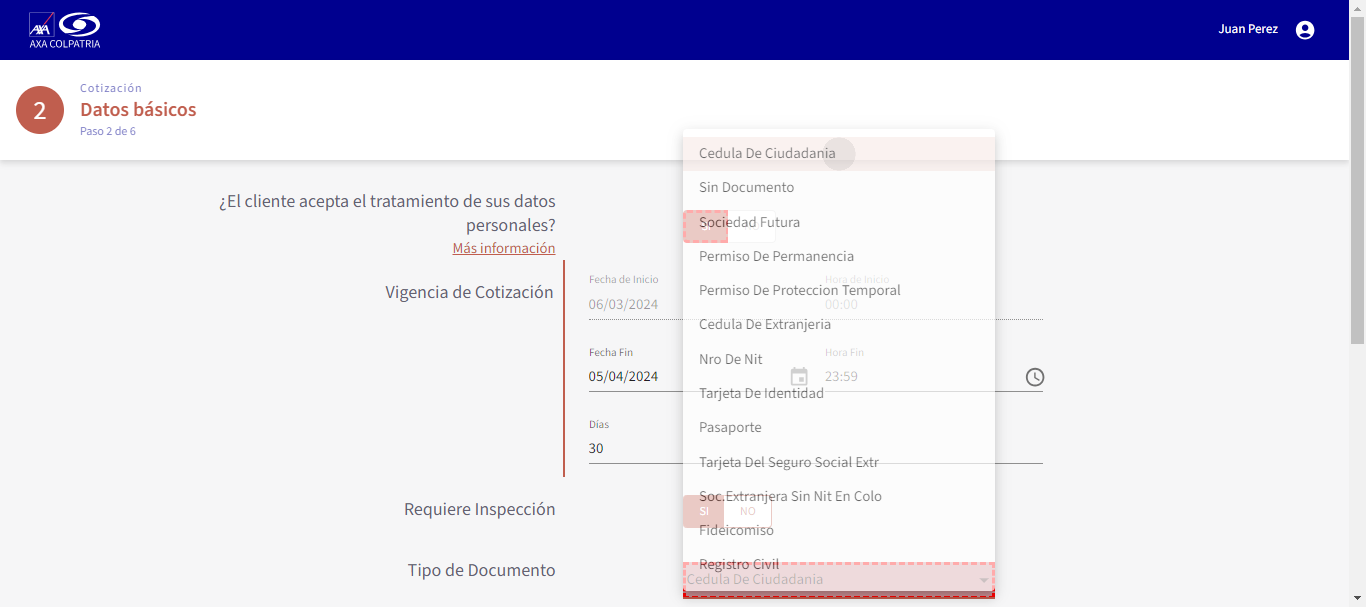 AXA
AXA COLPATRIA
Juan Perez
2
Cotización
Datos básicos
Paso 2 de 6
¿El cliente acepta el tratamiento de sus datos
personales?
Más información
Vigencia de Cotización
Fecha de Inicio
06/03/2024
Hora de Inicio
00:00
Fecha Fin
05/04/2024
Hora Fin
23:59
Días
30
Requiere Inspección
SI
NO
Tipo de Documento
Cedula De Ciudadania
Cedula De Ciudadania
Sin Documento
Sociedad Futura
Permiso De Permanencia
Permiso De Proteccion Temporal
Cedula De Extranjeria
Nro De Nit
Tarjeta De Identidad
Pasaporte
Tarjeta Del Seguro Social Extr
Soc.Extranjera Sin Nit En Colo
Fideicomiso
Registro Civil